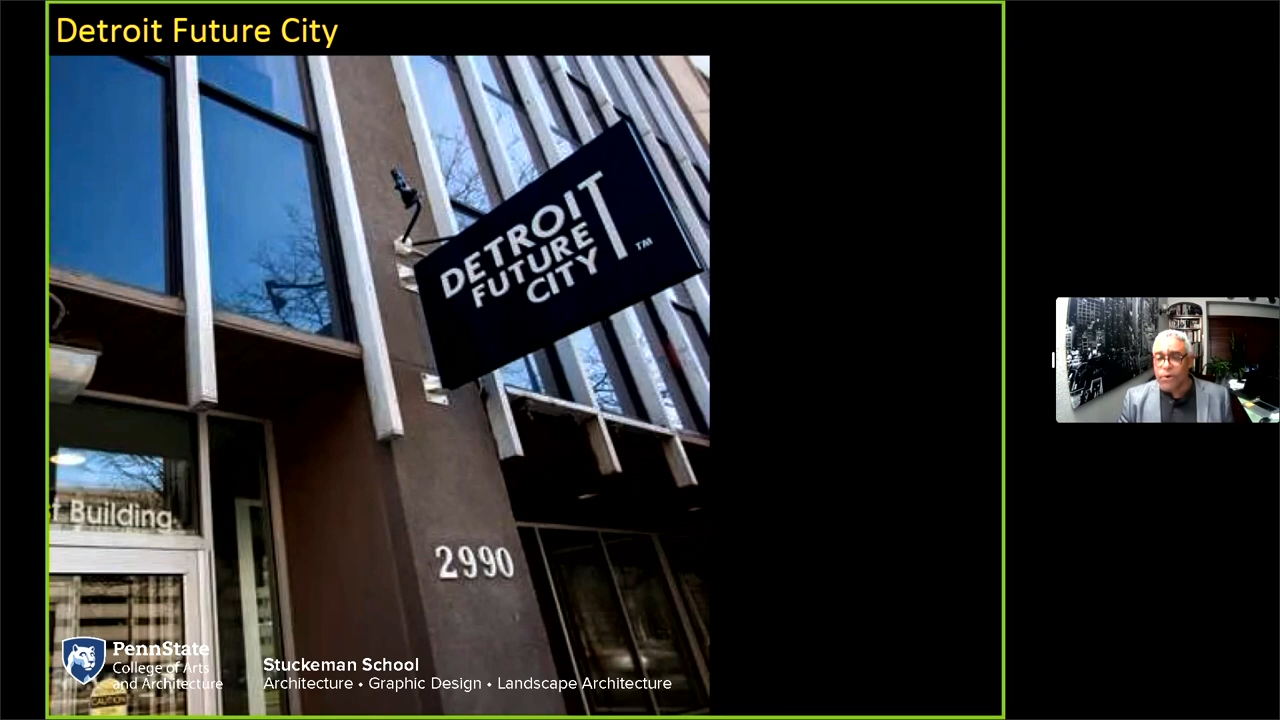 Detroit Future City
DETROIT
FUTURE
CITY
TM
Building
2990
PennState
College of Arts
and Architecture
Stuckeman School
Architecture • Graphic Design • Landscape Architecture
CAUTION